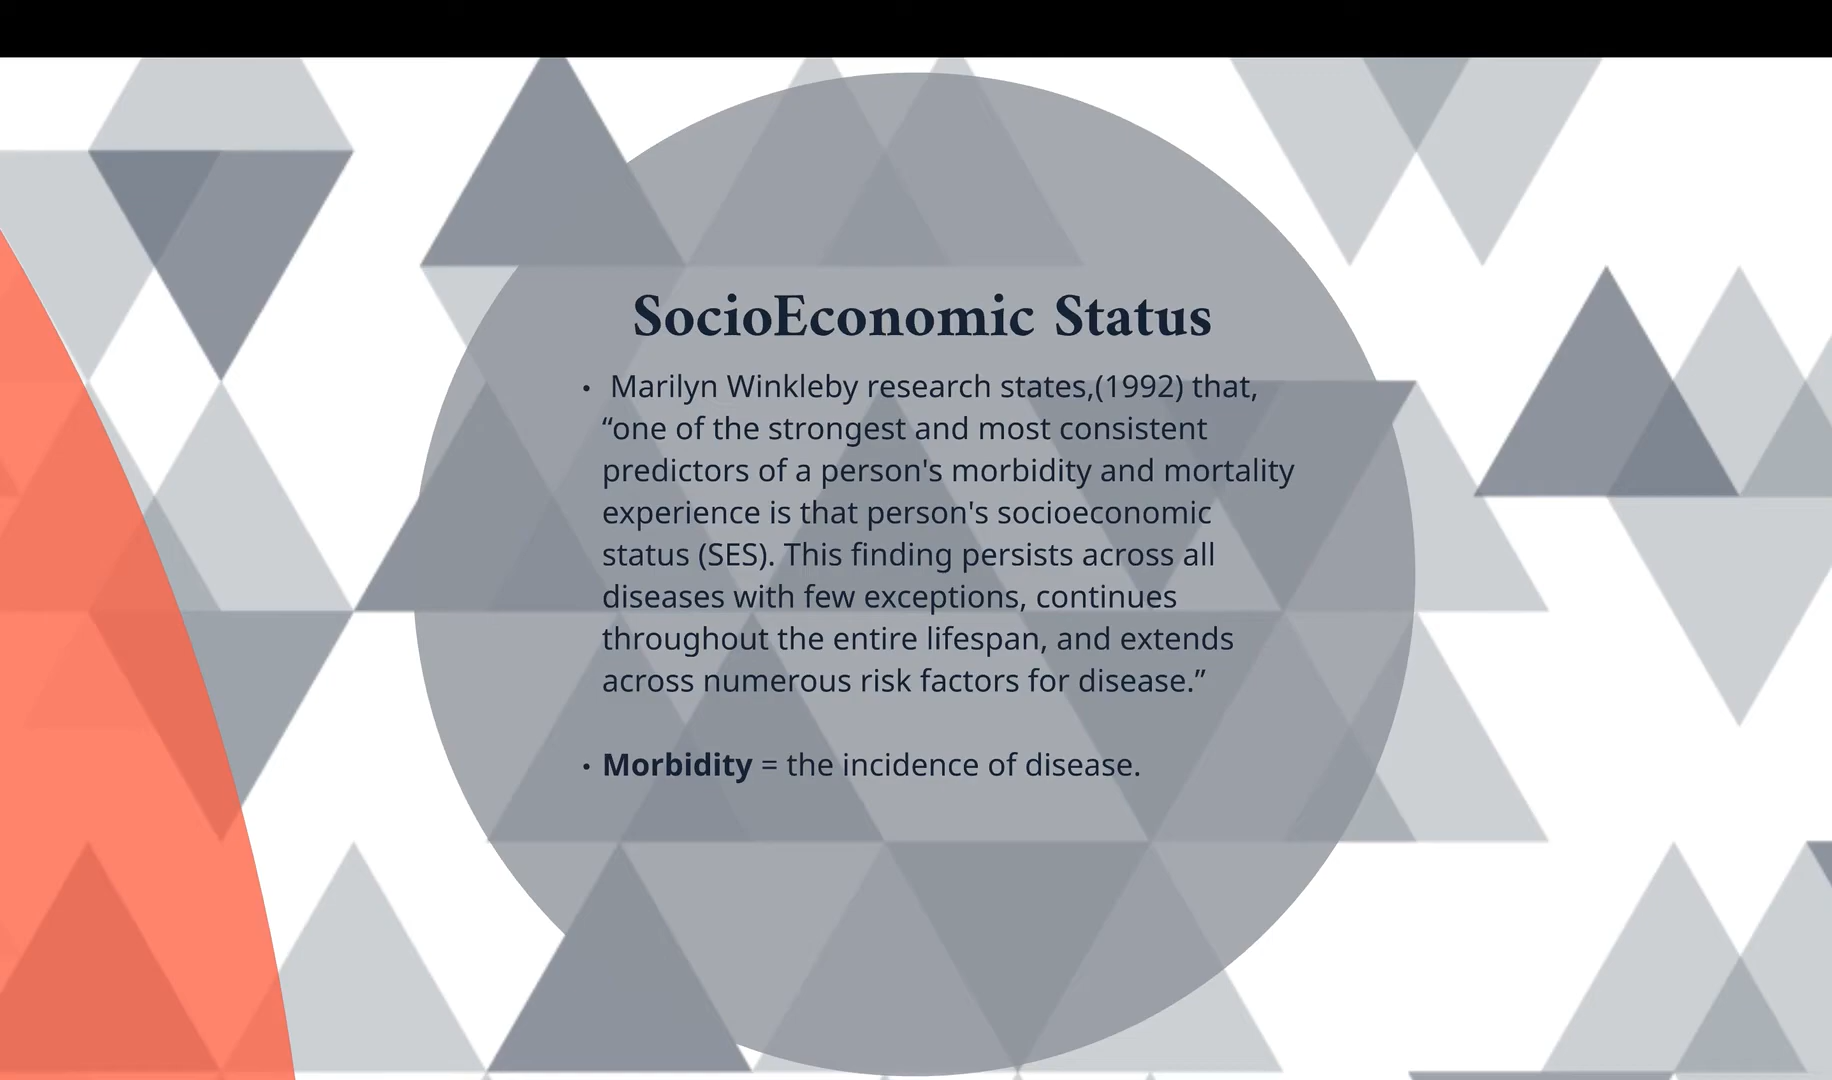 SocioEconomic Status
• Marilyn Winkleby research states,(1992) that,
“one of the strongest and most consistent
predictors of a person's morbidity and mortality
experience is that person's socioeconomic
status (SES). This finding persists across all
diseases with few exceptions, continues
throughout the entire lifespan, and extends
across numerous risk factors for disease.”
• Morbidity = the incidence of disease.